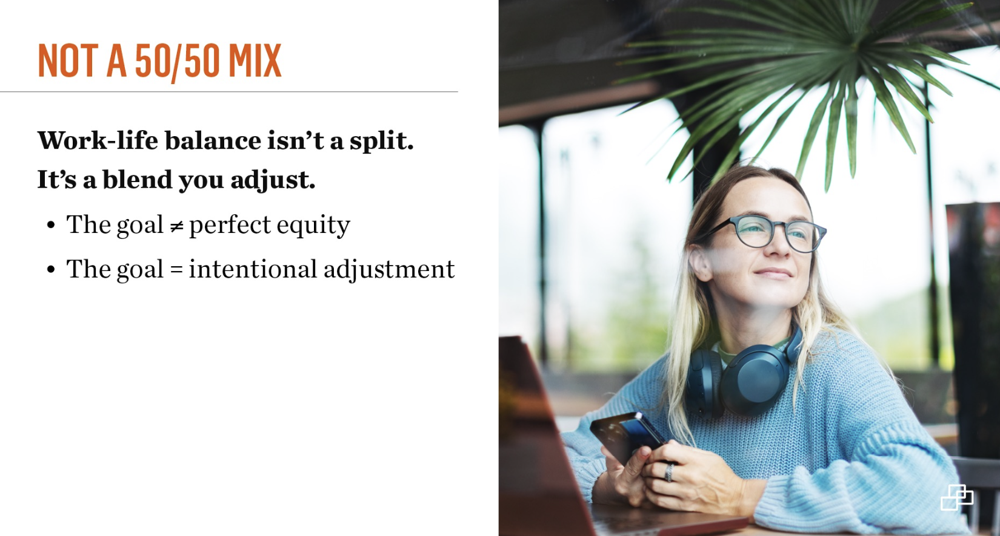 NOT A 50/50 MIX
Work-life balance isn’t a split.
It’s a blend you adjust.
• The goal ≠ perfect equity
• The goal = intentional adjustment